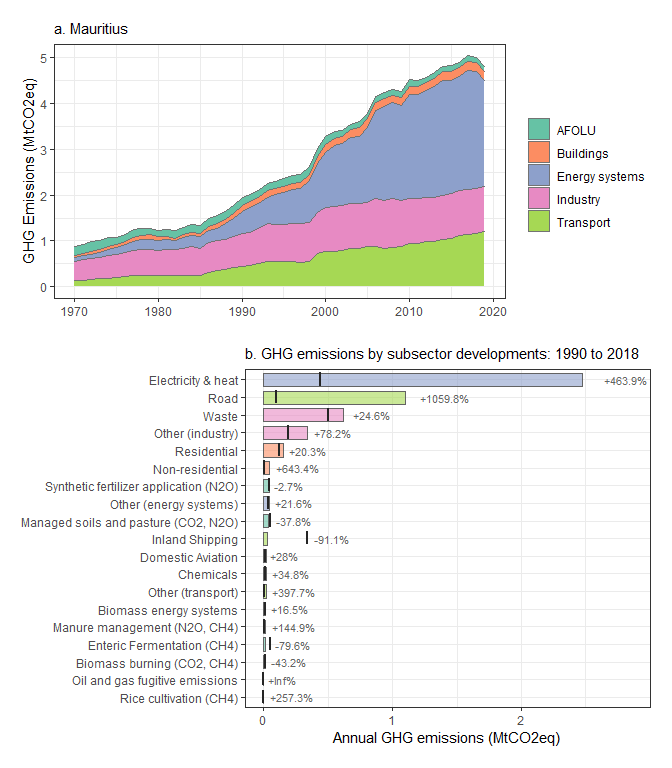 a. Mauritius
GHG Emissions (MtCO2eq)
5
4
3
2
1
0
1970
1980
1990
2000
2010
2020
AFOLU
Buildings
Energy systems
Industry
Transport
b. GHG emissions by subsector developments: 1990 to 2018
Electricity & heat +463.9%
Road +1059.8%
Waste +24.6%
Other (industry) +78.2%
Residential +20.3%
Non-residential +643.4%
Synthetic fertilizer application (N2O) -2.7%
Other (energy systems) +21.6%
Managed soils and pasture (CO2, N2O) -37.8%
Inland Shipping -91.1%
Domestic Aviation +28%
Chemicals +34.8%
Other (transport) +397.7%
Biomass energy systems +16.5%
Manure management (N2O, CH4) +144.9%
Enteric Fermentation (CH4) -79.6%
Biomass burning (CO2, CH4) -43.2%
Oil and gas fugitive emissions +Inf%
Rice cultivation (CH4) +257.3%
0
1
2
Annual GHG emissions (MtCO2eq)